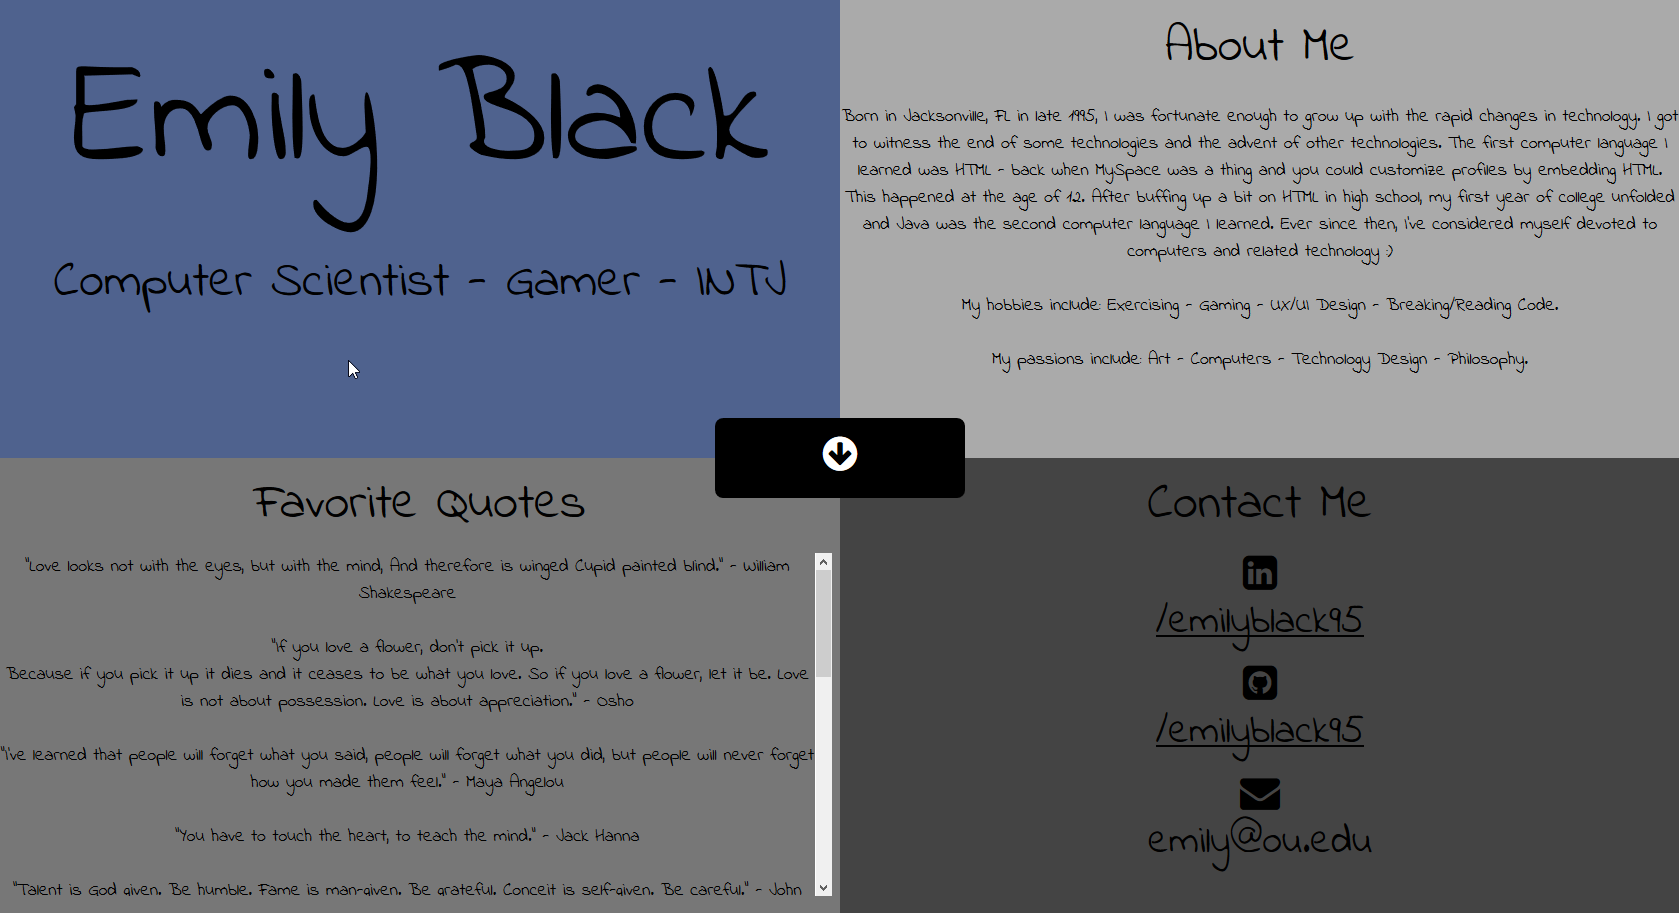 Emily Black
Computer Scientist - Gamer - INTJ
About Me
Born in Jacksonville, FL in late 1995, I was fortunate enough to grow up with the rapid changes in technology. I got
to witness the end of some technologies and the advent of other technologies. The first computer language I
learned was HTML - back when MySpace was a thing and you could customize profiles by embedding HTML.
This happened at the age of 12. After buffing up a bit on HTML in high school, my first year of college unfolded
and Java was the second computer language I learned. Ever since then, I've considered myself devoted to
computers and related technology :)
My hobbies include: Exercising - Gaming - UX/UI Design - Breaking/Reading Code.
My passions include: Art - Computers - Technology Design - Philosophy.
Favorite Quotes
"Love looks not with the eyes, but with the mind, And therefore is winged Cupid painted blind." - William
Shakespeare
"If you love a flower, don't pick it up.
Because if you pick it up it dies and it ceases to be what you love. So if you love a flower, let it be. Love
is not about possession. Love is about appreciation." - Osho
"I've learned that people will forget what you said, people will forget what you did, but people will never forget
how you made them feel." - Maya Angelou
"You have to touch the heart, to teach the mind." - Jack Hanna
"Talent is God given. Be humble. Fame is man-given. Be grateful. Conceit is self-given. Be careful." - John
Contact Me
in
/emilyblack95
/emilyblack95
emily@ou.edu